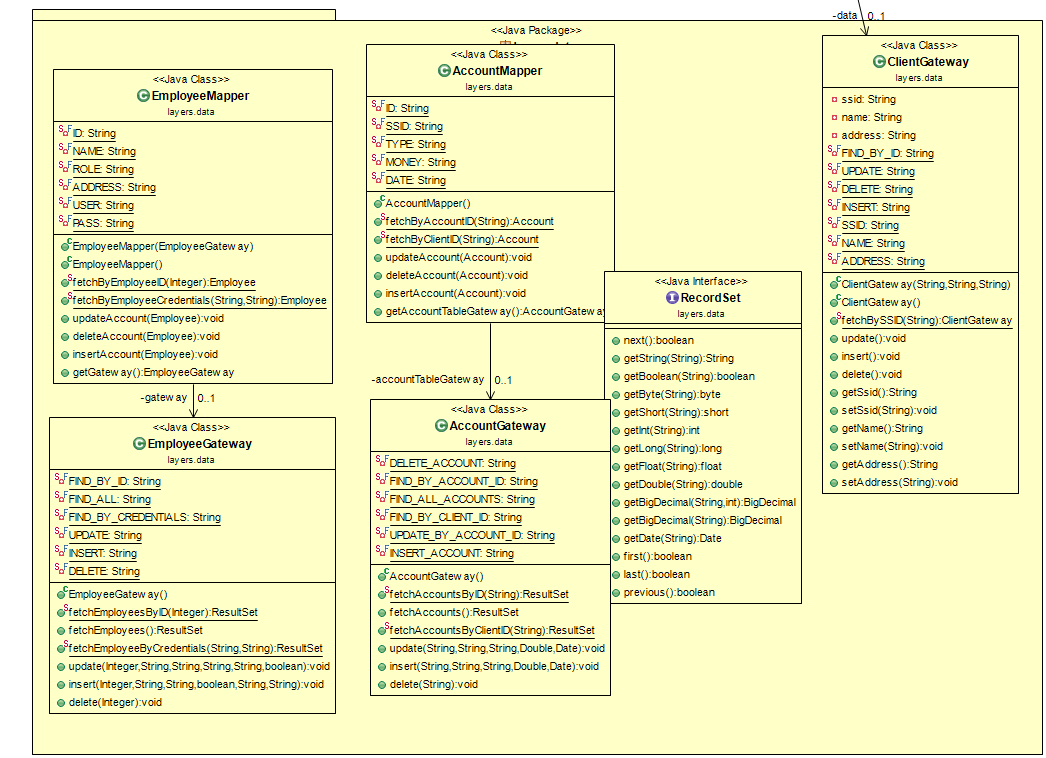 -data 0..1
<<Java Package>>
<<Java Class>>
EmployeeMapper
layers.data
ID: String
NAME: String
ROLE: String
ADDRESS: String
USER: String
PASS: String
EmployeeMapper(EmployeeGateway)
EmployeeMapper()
fetchByEmployeeID(Integer):Employee
fetchByEmployeeCredentials(String,String):Employee
updateAccount(Employee):void
deleteAccount(Employee):void
insertAccount(Employee):void
getGateway():EmployeeGateway
-gateway 0..1
<<Java Class>>
EmployeeGateway
layers.data
FIND_BY_ID: String
FIND_ALL: String
FIND_BY_CREDENTIALS: String
UPDATE: String
INSERT: String
DELETE: String
EmployeeGateway()
fetchEmployeesByID(Integer):ResultSet
fetchEmployees():ResultSet
fetchEmployeeByCredentials(String,String):ResultSet
update(Integer,String,String,String,String,boolean):void
insert(Integer,String,String,boolean,String,String):void
delete(Integer):void
<<Java Class>>
AccountMapper
layers.data
ID: String
SSID: String
TYPE: String
MONEY: String
DATE: String
AccountMapper()
fetchByAccountID(String):Account
fetchByClientID(String):Account
updateAccount(Account):void
deleteAccount(Account):void
insertAccount(Account):void
getAccountTableGateway():AccountGateway
-accountTableGateway 0..1
<<Java Class>>
AccountGateway
layers.data
DELETE_ACCOUNT: String
FIND_BY_ACCOUNT_ID: String
FIND_ALL_ACCOUNTS: String
FIND_BY_CLIENT_ID: String
UPDATE_BY_ACCOUNT_ID: String
INSERT_ACCOUNT: String
AccountGateway()
fetchAccountsByID(String):ResultSet
fetchAccounts():ResultSet
fetchAccountsByClientID(String):ResultSet
update(String,String,String,Double,Date):void
insert(String,String,String,Double,Date):void
delete(String):void
<<Java Interface>>
RecordSet
layers.data
next():boolean
getString(String):String
getBoolean(String):boolean
getByte(String):byte
getShort(String):short
getInt(String):int
getLong(String):long
getFloat(String):float
getDouble(String):double
getBigDecimal(String,int):BigDecimal
getBigDecimal(String):BigDecimal
getDate(String):Date
first():boolean
last():boolean
previous():boolean
<<Java Class>>
ClientGateway
layers.data
ssid: String
name: String
address: String
FIND_BY_ID: String
UPDATE: String
DELETE: String
INSERT: String
SSID: String
NAME: String
ADDRESS: String
ClientGateway(String,String,String)
ClientGateway()
fetchBySSID(String):ClientGateway
update():void
insert():void
delete():void
getSsid():String
setSsid(String):void
getName():String
setName(String):void
getAddress():String
setAddress(String):void